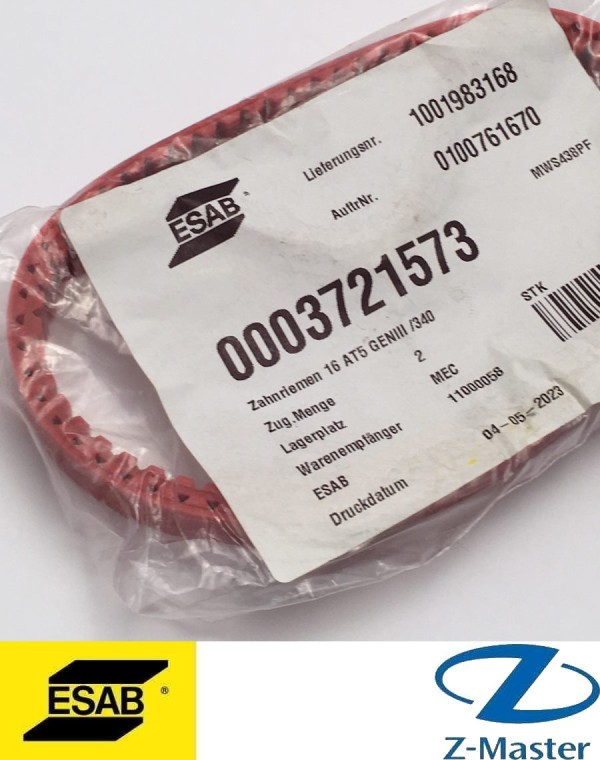 ESAB®
Lieferungsnr. 1001983168
AuftrNr. 0100761670
MWS438PF
0003721573
STK
Zahnriemen 16 AT5 GENIII /340
Zug.Menge 2
Lagerplatz MEC
Warenempfänger 11000058
ESAB
Druckdatum 04-05-2023
ESAB®
Z-Master